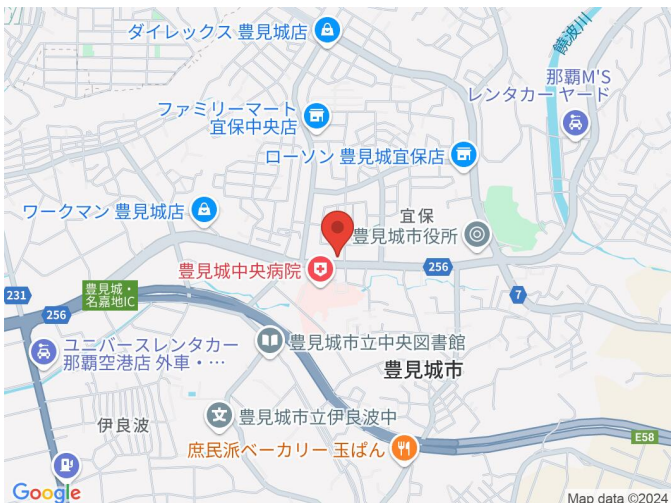 ダイレックス 豊見城店
饒波川
那覇M'S
レンタカー ヤード
ファミリーマート
宜保中央店
ローソン 豊見城宜保店
ワークマン 豊見城店
宜保
豊見城市役所
豊見城中央病院
256
豊見城・
名嘉地IC
231
7
256
ユニバースレンタカー
那覇空港店 外車・…
豊見城市立中央図書館
豊見城市
伊良波
豊見城市立伊良波中
庶民派ベーカリー 玉ぱん
E58
Google
Map data ©2024